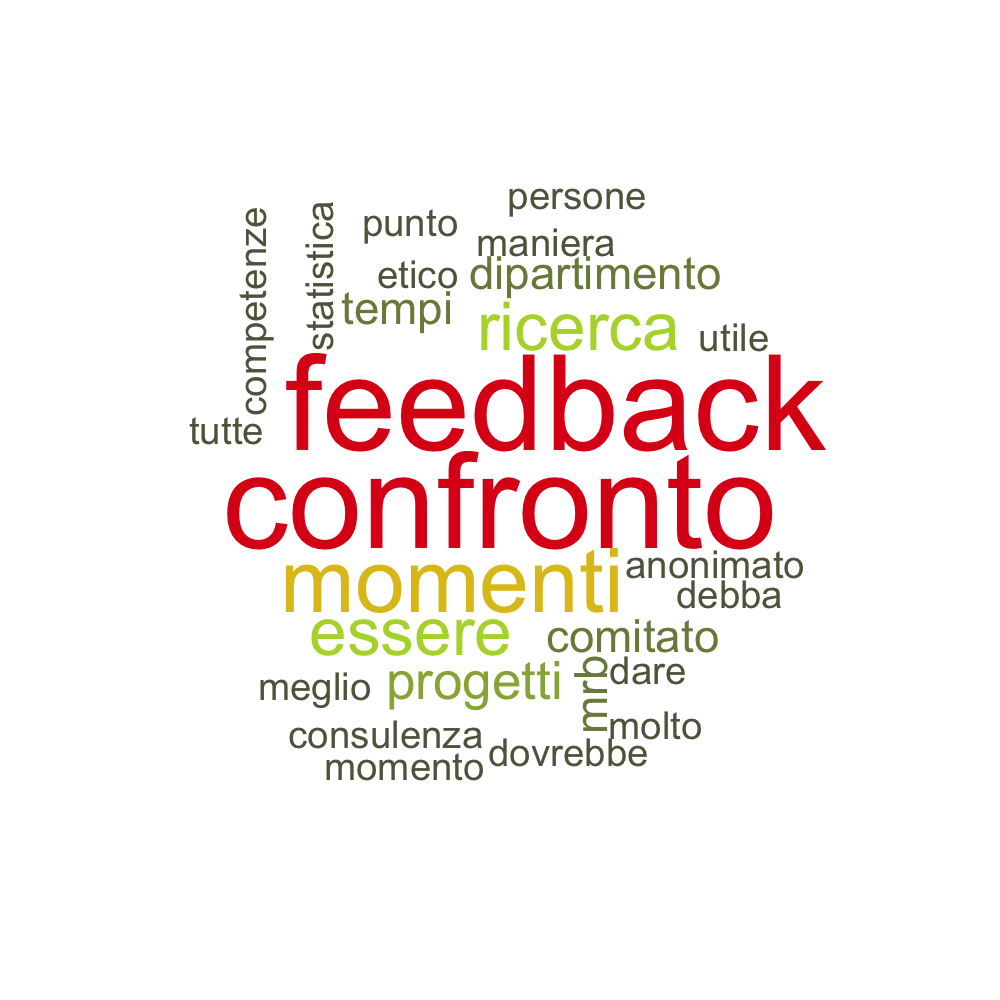 persone
punto
maniera
competenze
statistica
etico
dipartimento
tempi
ricerca
utile
feedback
tutte
confronto
momenti
anonimato
debba
essere
comitato
meglio
progetti
mrb
dare
consulenza
molto
momento
dovrebbe